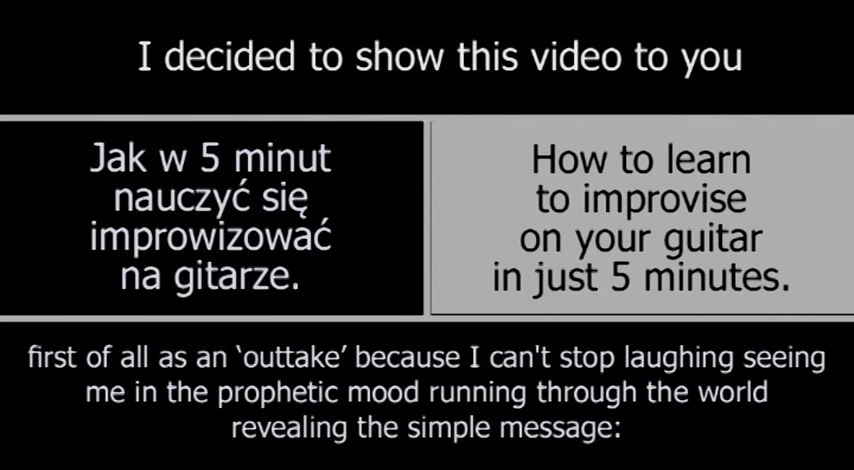 I decided to show this video to you
Jak w 5 minut
nauczyć się
improwizować
na gitarze.
How to learn
to improvise
on your guitar
in just 5 minutes.
first of all as an ‘outtake’ because I can't stop laughing seeing
me in the prophetic mood running through the world
revealing the simple message: